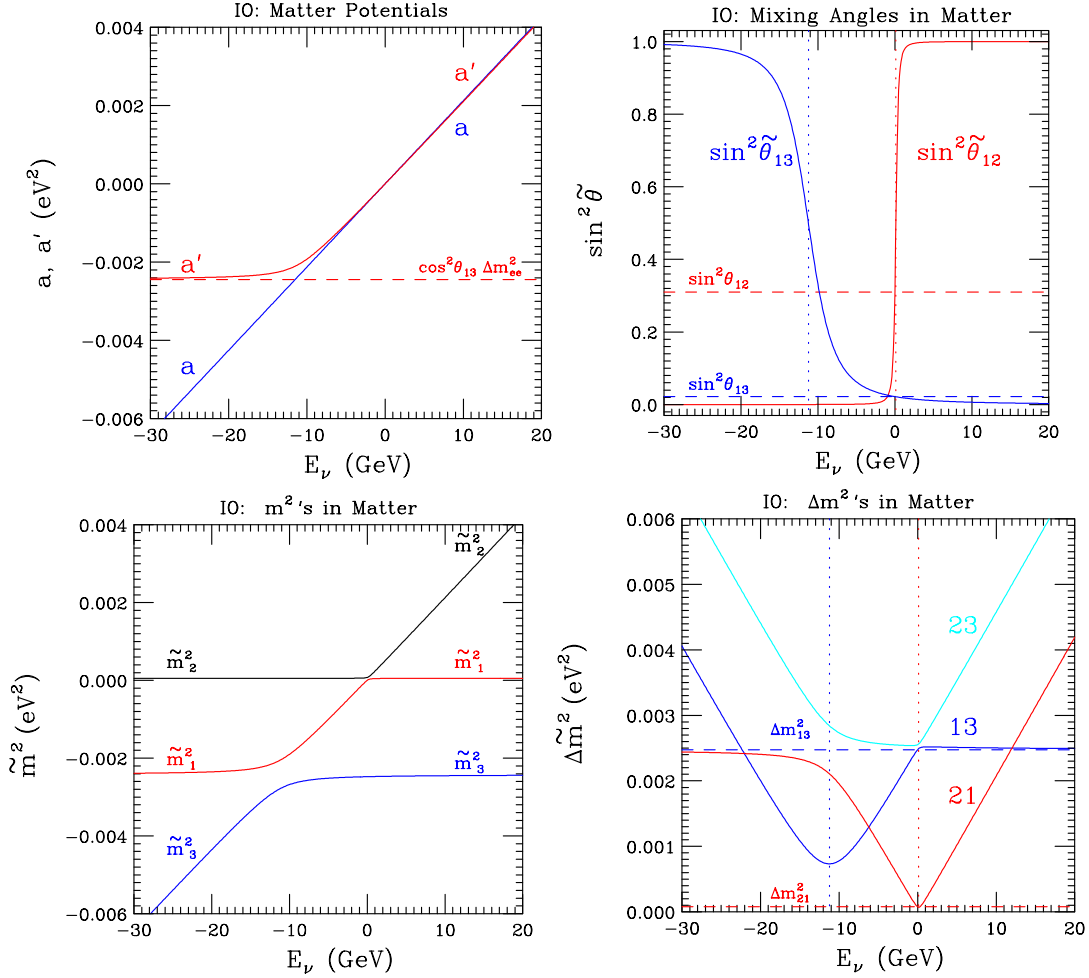 IO: Matter Potentials
0.004
0.002
0.000
−0.002
−0.004
−0.006
a, a′ (eV²)
a′
a
a′
cos²θ₁₃ Δm²ₑₑ
a
−30 −20 −10 0 10 20
E_ν (GeV)
IO: Mixing Angles in Matter
1.0
0.8
0.6
0.4
0.2
0.0
sin² θ̃
sin²θ̃₁₃
sin²θ̃₁₂
sin²θ₁₂
sin²θ₁₃
−30 −20 −10 0 10 20
E_ν (GeV)
IO: m²'s in Matter
0.004
0.002
0.000
−0.002
−0.004
−0.006
m̃² (eV²)
m̃²₂
m̃²₂
m̃²₁
m̃²₁
m̃²₃
m̃²₃
−30 −20 −10 0 10 20
E_ν (GeV)
IO: Δm²'s in Matter
0.006
0.005
0.004
0.003
0.002
0.001
0.000
Δm̃² (eV²)
23
Δm²₁₃
13
21
Δm²₂₁
−30 −20 −10 0 10 20
E_ν (GeV)